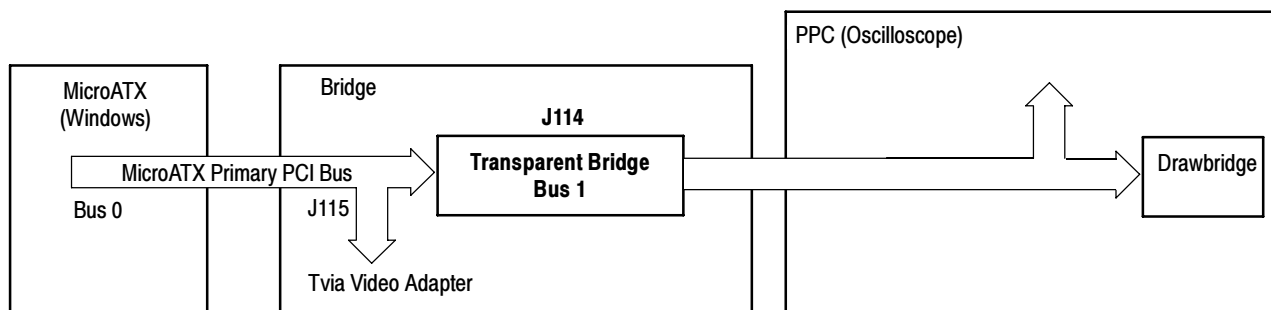 PPC (Oscilloscope)
MicroATX
(Windows)
Bridge
J114
Transparent Bridge
Bus 1
MicroATX Primary PCI Bus
Drawbridge
Bus 0
J115
Tvia Video Adapter